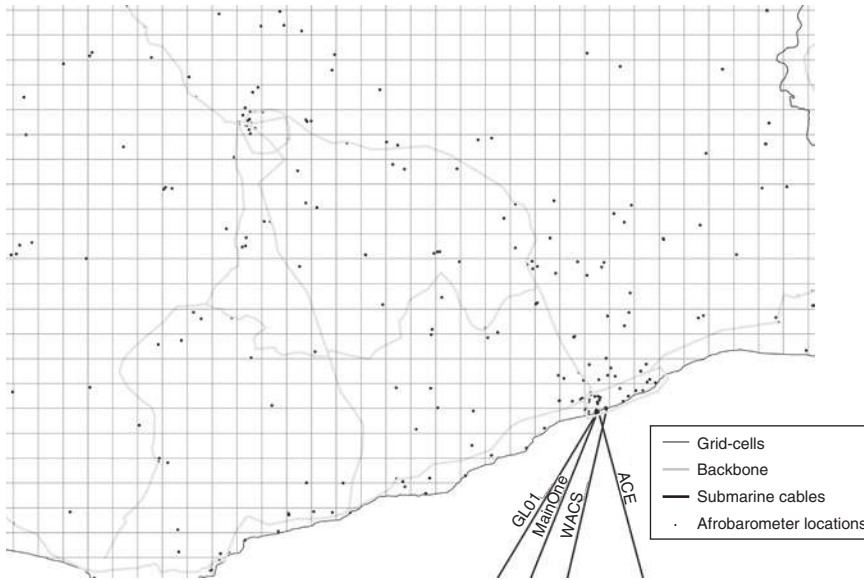 GL01
MainOne
WACS
ACE
Grid-cells
Backbone
Submarine cables
Afrobarometer locations